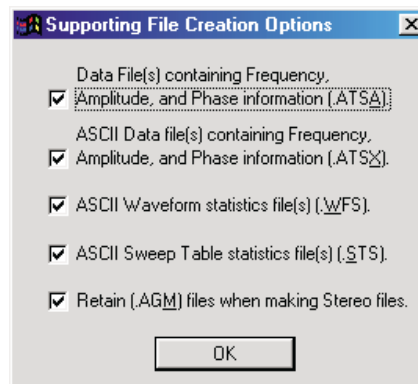 Supporting File Creation Options
Data File(s) containing Frequency,
Amplitude, and Phase information (.ATSA).
ASCII Data file(s) containing Frequency,
Amplitude, and Phase information (.ATSX).
ASCII Waveform statistics file(s) (.WFS).
ASCII Sweep Table statistics file(s) (.STS).
Retain (.AGM) files when making Stereo files.
OK